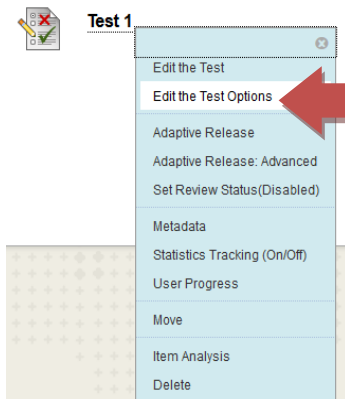 Test 1
Edit the Test
Edit the Test Options
Adaptive Release
Adaptive Release: Advanced
Set Review Status(Disabled)
Metadata
Statistics Tracking (On/Off)
User Progress
Move
Item Analysis
Delete